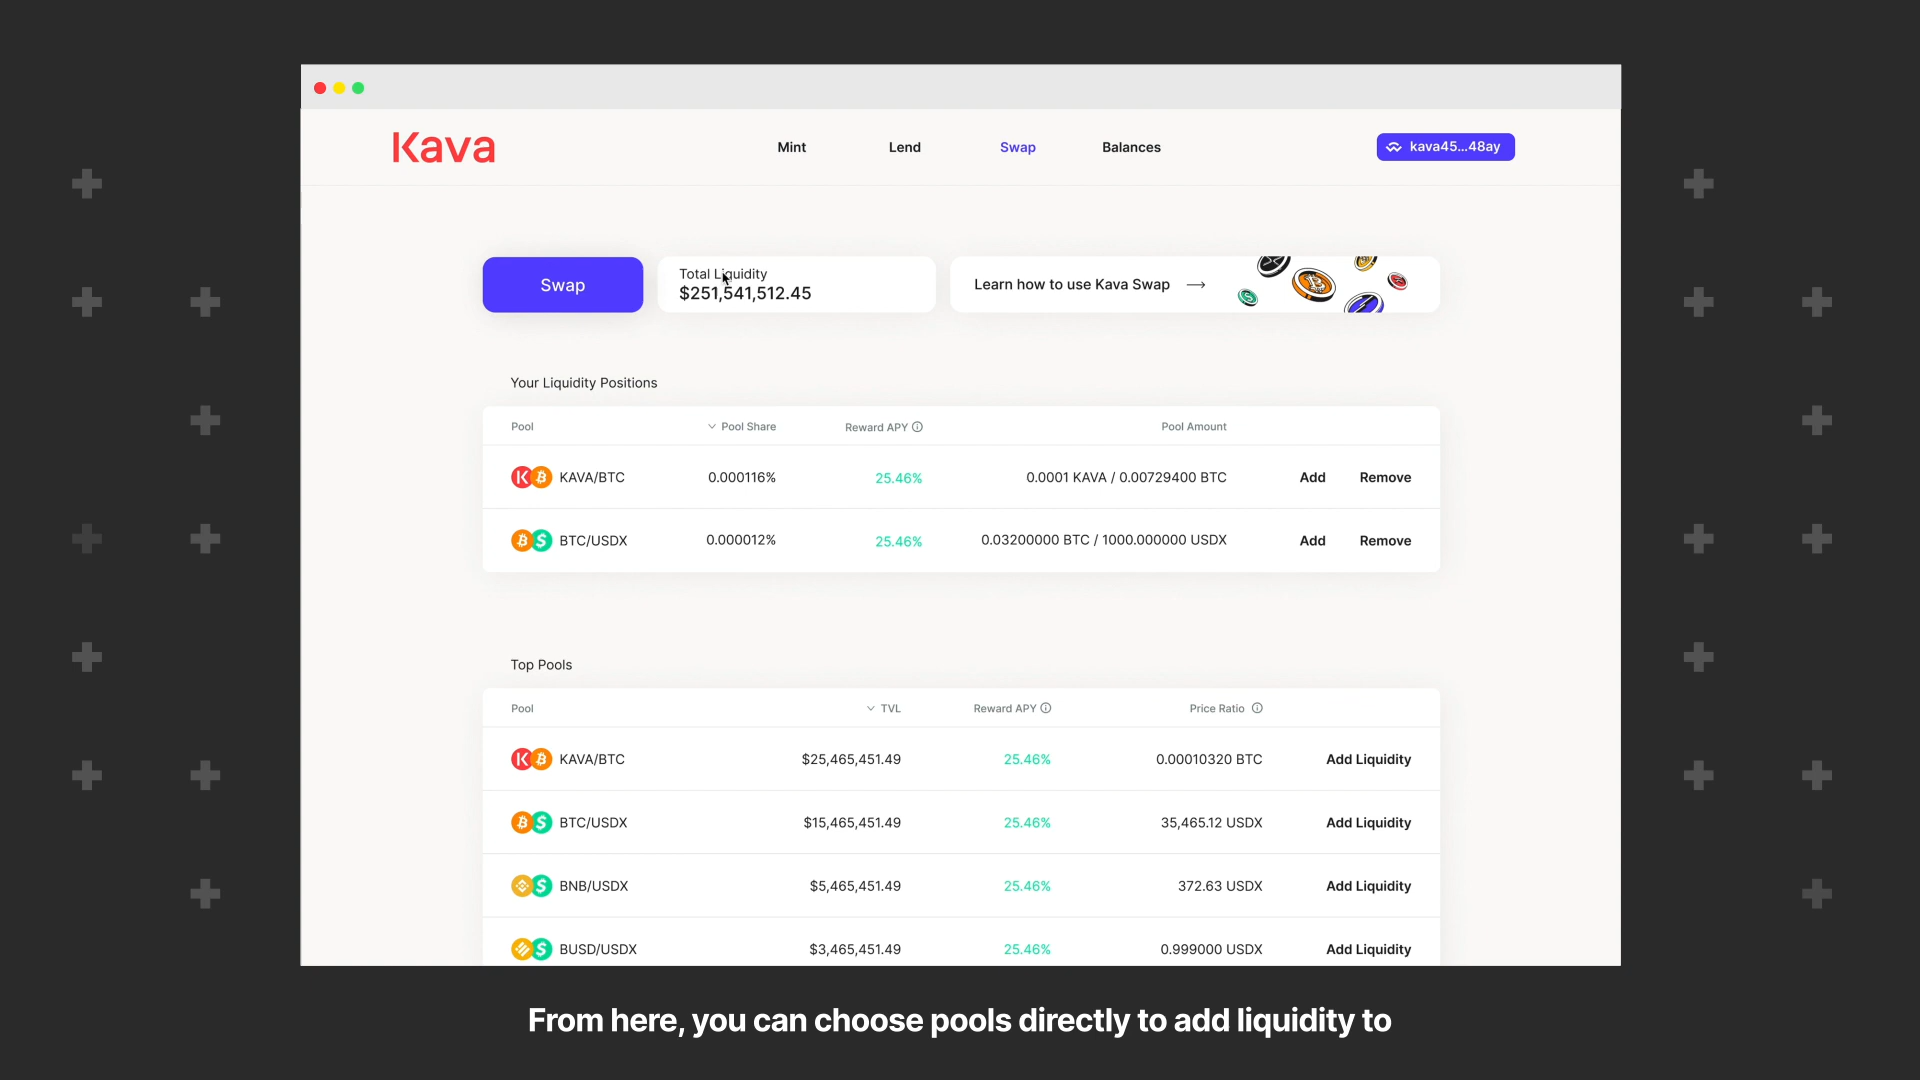 Kava
Mint Lend Swap Balances
kava45...48ay
Swap
Total Liquidity
$251,541,512.45
Learn how to use Kava Swap →
Your Liquidity Positions
Pool Pool Share Reward APY Pool Amount
KAVA/BTC 0.000116% 25.46% 0.0001 KAVA / 0.00729400 BTC Add Remove
BTC/USDX 0.000012% 25.46% 0.03200000 BTC / 1000.000000 USDX Add Remove
Top Pools
Pool TVL Reward APY Price Ratio
KAVA/BTC $25,465,451.49 25.46% 0.00010320 BTC Add Liquidity
BTC/USDX $15,465,451.49 25.46% 35,465.12 USDX Add Liquidity
BNB/USDX $5,465,451.49 25.46% 372.63 USDX Add Liquidity
BUSD/USDX $3,465,451.49 25.46% 0.999000 USDX Add Liquidity
From here, you can choose pools directly to add liquidity to